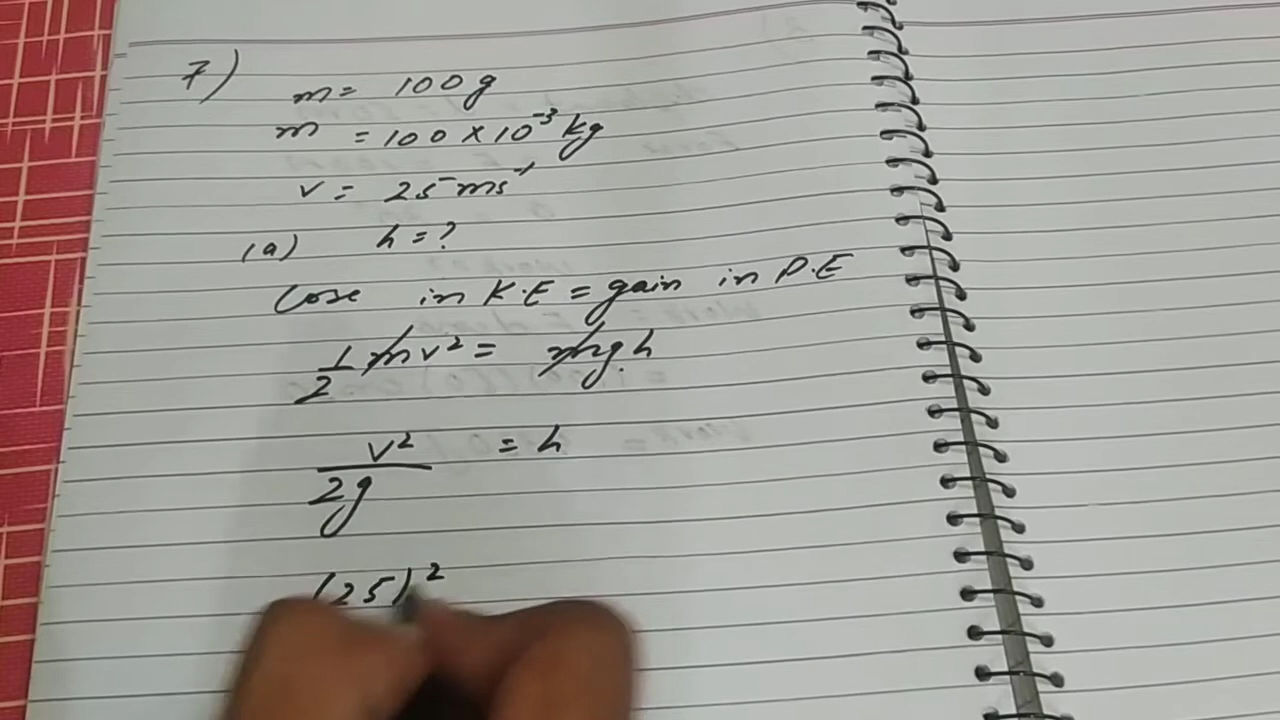 7) m = 100g
m = 100 × 10⁻³ kg
v = 25 ms⁻¹
(a) h = ?
Lose in K.E = gain in P.E
1/2 mv² = mgh
v²/2g = h
(25)²